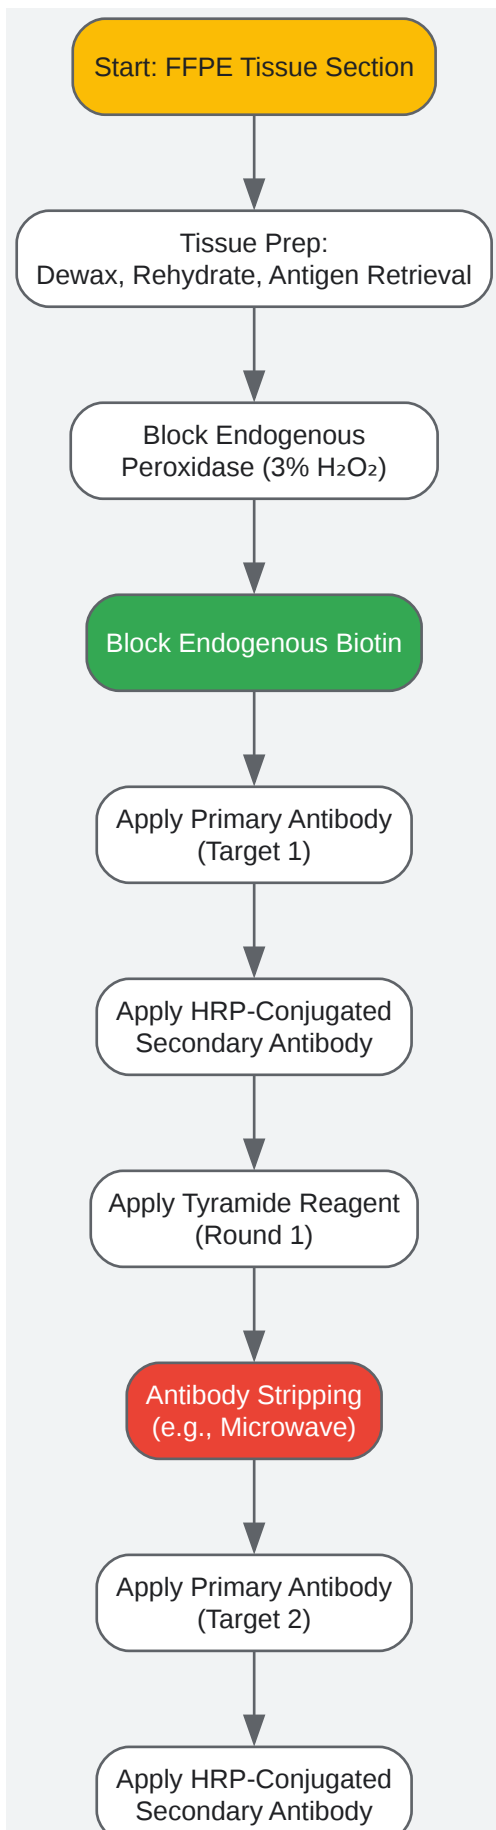 Start: FFPE Tissue Section
Tissue Prep:
Dewax, Rehydrate, Antigen Retrieval
Block Endogenous
Peroxidase (3% H₂O₂)
Block Endogenous Biotin
Apply Primary Antibody
(Target 1)
Apply HRP-Conjugated
Secondary Antibody
Apply Tyramide Reagent
(Round 1)
Antibody Stripping
(e.g., Microwave)
Apply Primary Antibody
(Target 2)
Apply HRP-Conjugated
Secondary Antibody